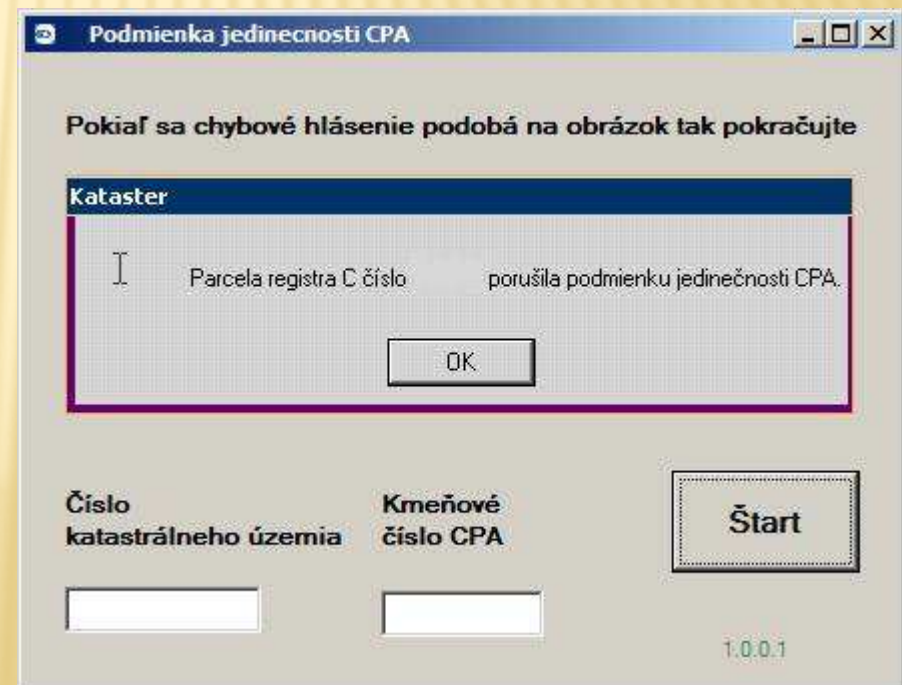 Podmienka jedinecnosti CPA
Pokiaľ sa chybové hlásenie podobá na obrázok tak pokračujte
Kataster
Parcela registra C číslo porušila podmienku jedinečnosti CPA.
OK
Číslo
katastrálneho územia
Kmeňové
číslo CPA
Štart
1.0.0.1